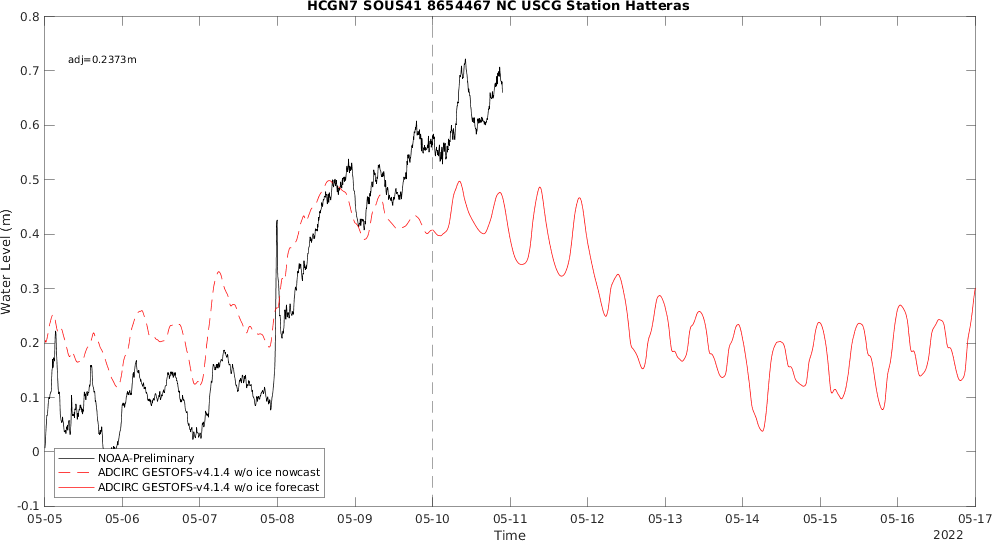 HCGN7 SOUS41 8654467 NC USCG Station Hatteras
0.8
adj=0.2373m
0.7
0.6
0.5
0.4
0.3
0.2
0.1
0
-0.1
Water Level (m)
NOAA-Preliminary
ADCIRC GESTOFS-v4.1.4 w/o ice nowcast
ADCIRC GESTOFS-v4.1.4 w/o ice forecast
05-05 05-06 05-07 05-08 05-09 05-10 05-11 05-12 05-13 05-14 05-15 05-16 05-17
Time
2022